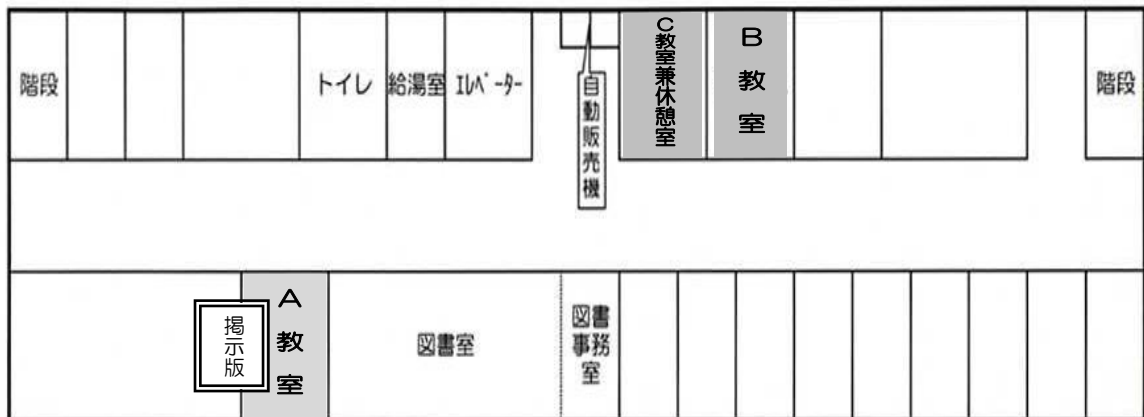 階段
トイレ
給湯室
ｴﾚﾍﾞｰﾀｰ
自動販売機
C教室兼休憩室
B教室
階段
掲示版
A教室
図書室
図書事務室